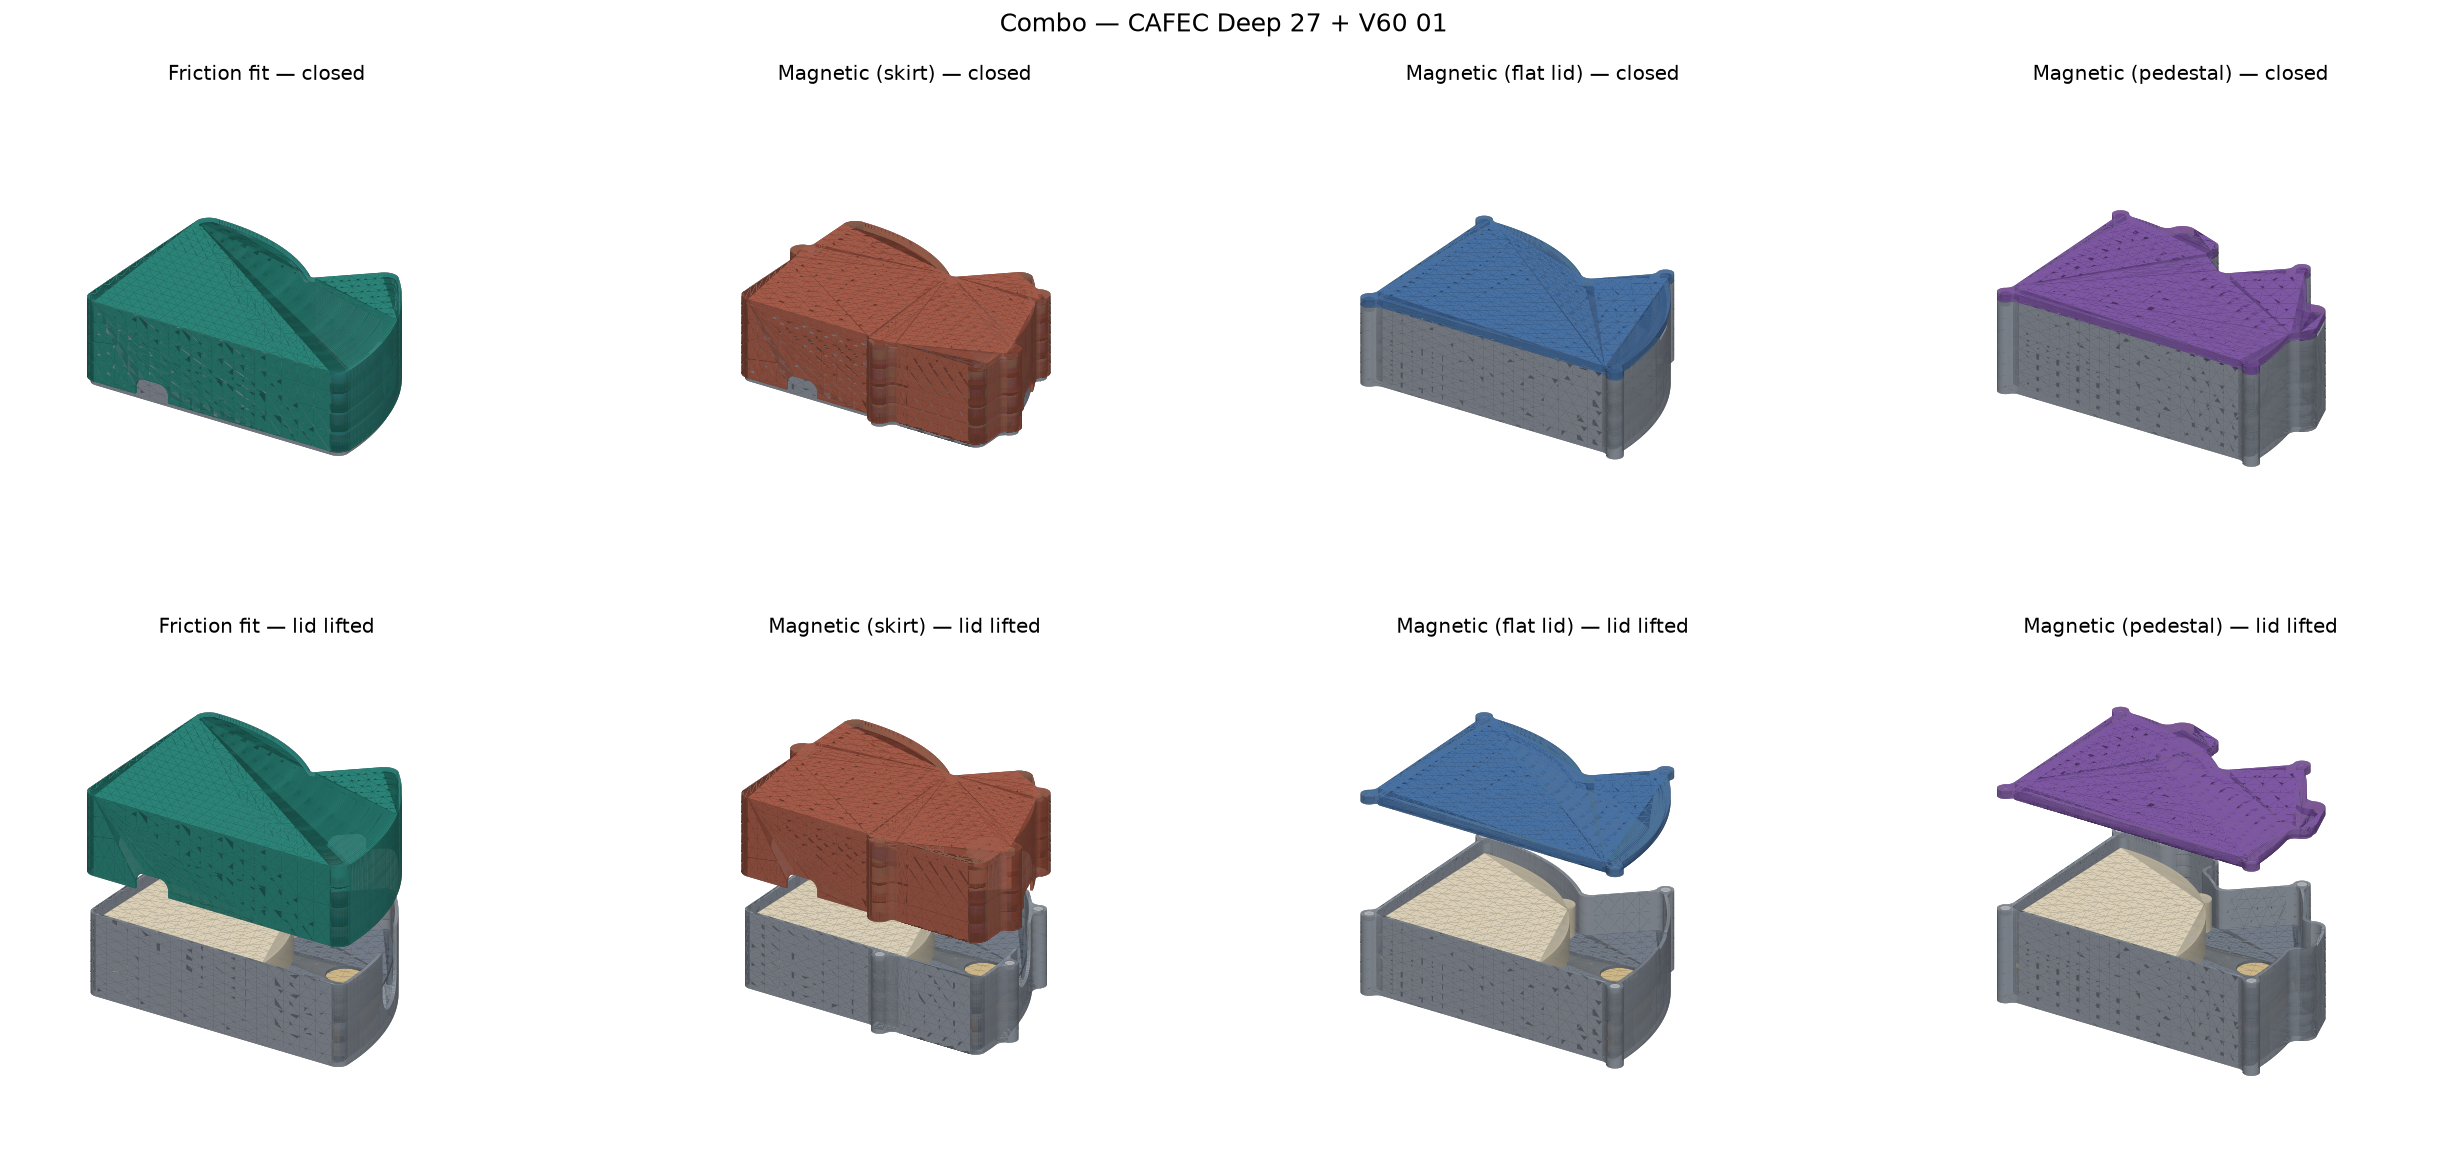 Combo — CAFEC Deep 27 + V60 01
Friction fit — closed
Magnetic (skirt) — closed
Magnetic (flat lid) — closed
Magnetic (pedestal) — closed
Friction fit — lid lifted
Magnetic (skirt) — lid lifted
Magnetic (flat lid) — lid lifted
Magnetic (pedestal) — lid lifted